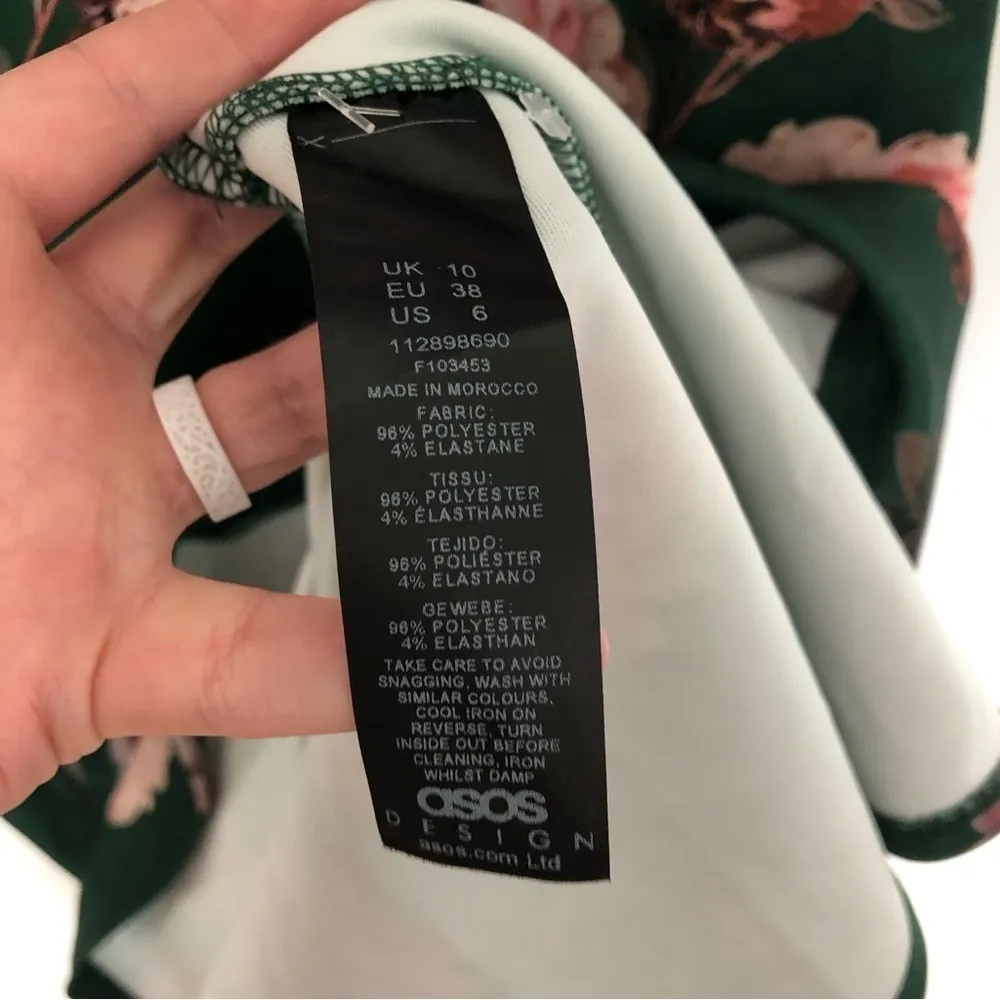 UK 10
EU 38
US 6
112898690
F103453
MADE IN MOROCCO
FABRIC:
96% POLYESTER
4% ELASTANE
TISSU:
96% POLYESTER
4% ÉLASTHANNE
TEJIDO:
96% POLIÉSTER
4% ELASTANO
GEWEBE:
96% POLYESTER
4% ELASTHAN
TAKE CARE TO AVOID
SNAGGING, WASH WITH
SIMILAR COLOURS,
COOL IRON ON
REVERSE, TURN
INSIDE OUT BEFORE
CLEANING, IRON
WHILST DAMP
asos
DESIGN
asos.com Ltd